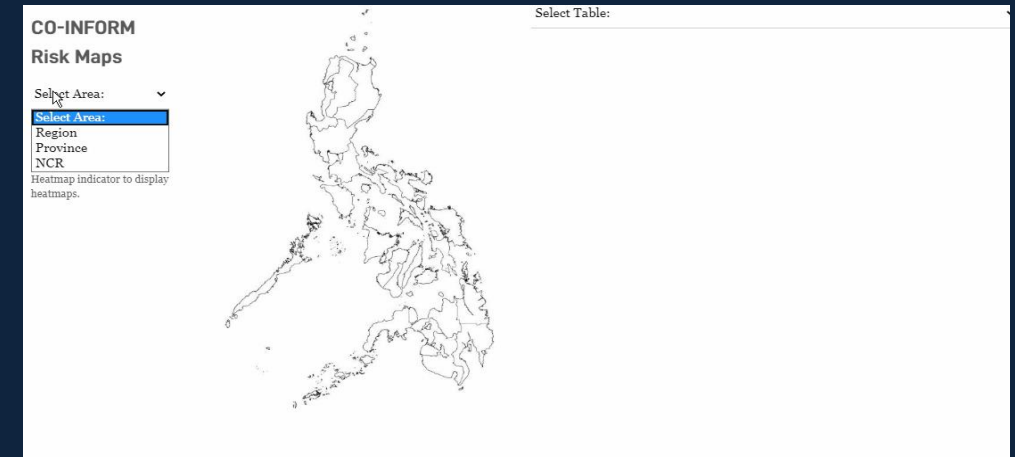 CO-INFORM
Risk Maps
Select Area:
Select Area:
Region
Province
NCR
Heatmap indicator to display
heatmaps.
Select Table: